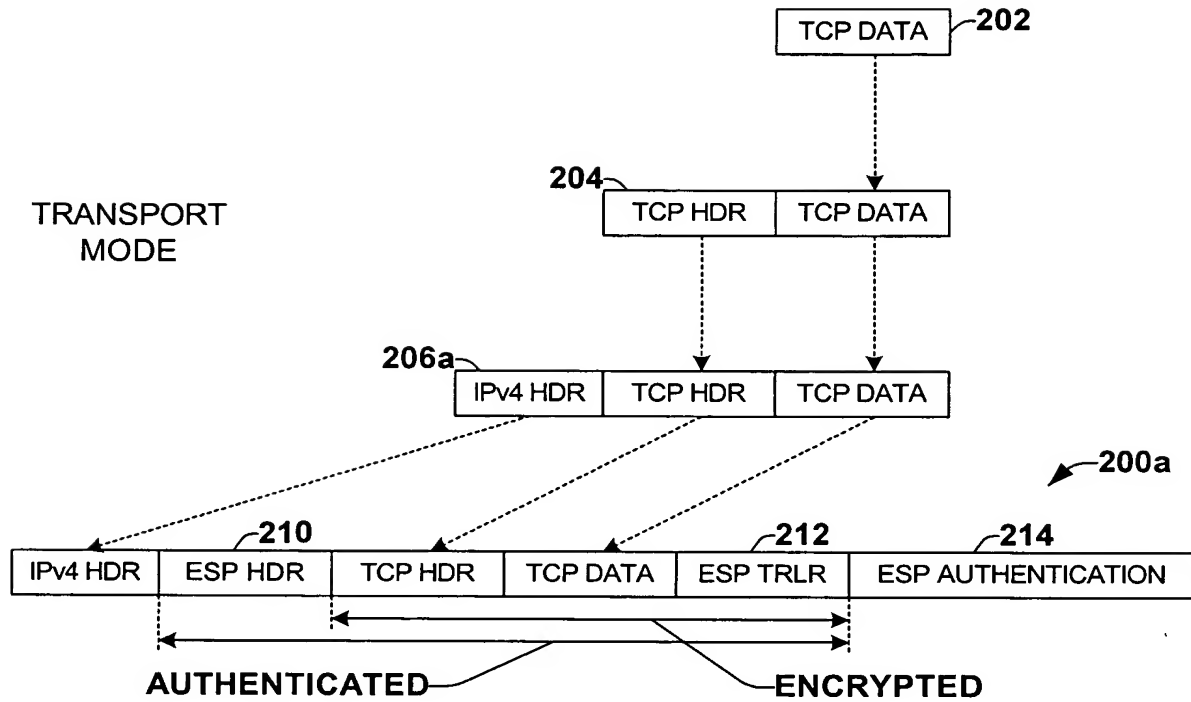 TCP DATA 202
204
TCP HDR TCP DATA
TRANSPORT
MODE
206a
IPv4 HDR TCP HDR TCP DATA
200a
210 212 214
IPv4 HDR ESP HDR TCP HDR TCP DATA ESP TRLR ESP AUTHENTICATION
AUTHENTICATED ENCRYPTED